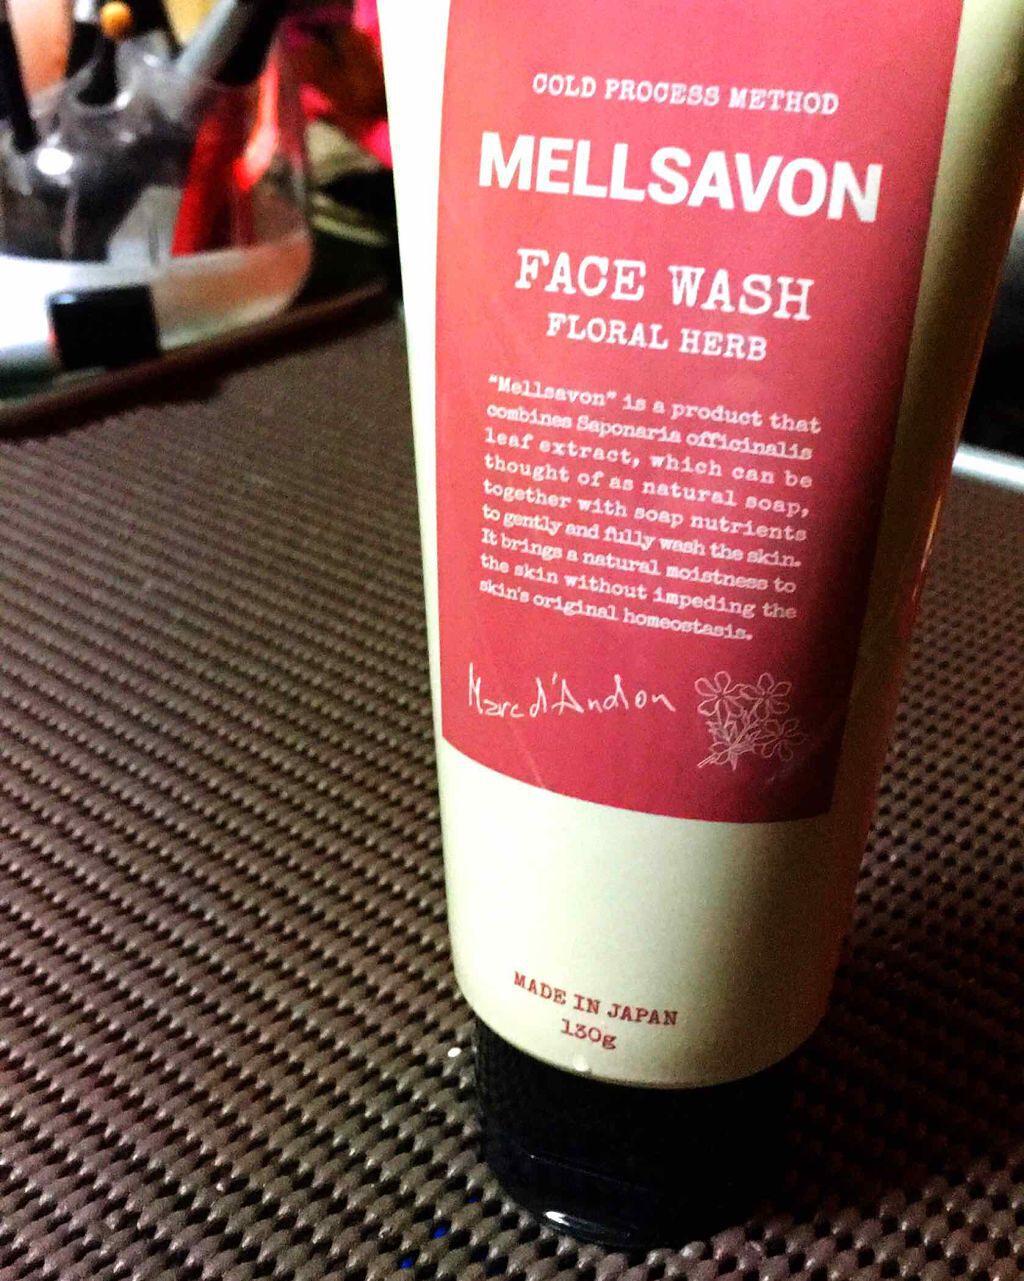 COLD PROCESS METHOD
MELLSAVON
FACE WASH
FLORAL HERB
"Mellsavon" is a product that
combines Saponaria officinalis
leaf extract, which can be
thought of as natural soap,
together with soap nutrients
to gently and fully wash the skin.
It brings a natural moistness to
the skin without impeding the
skin's original homeostasis.
Marc d'Andlon
MADE IN JAPAN
130g